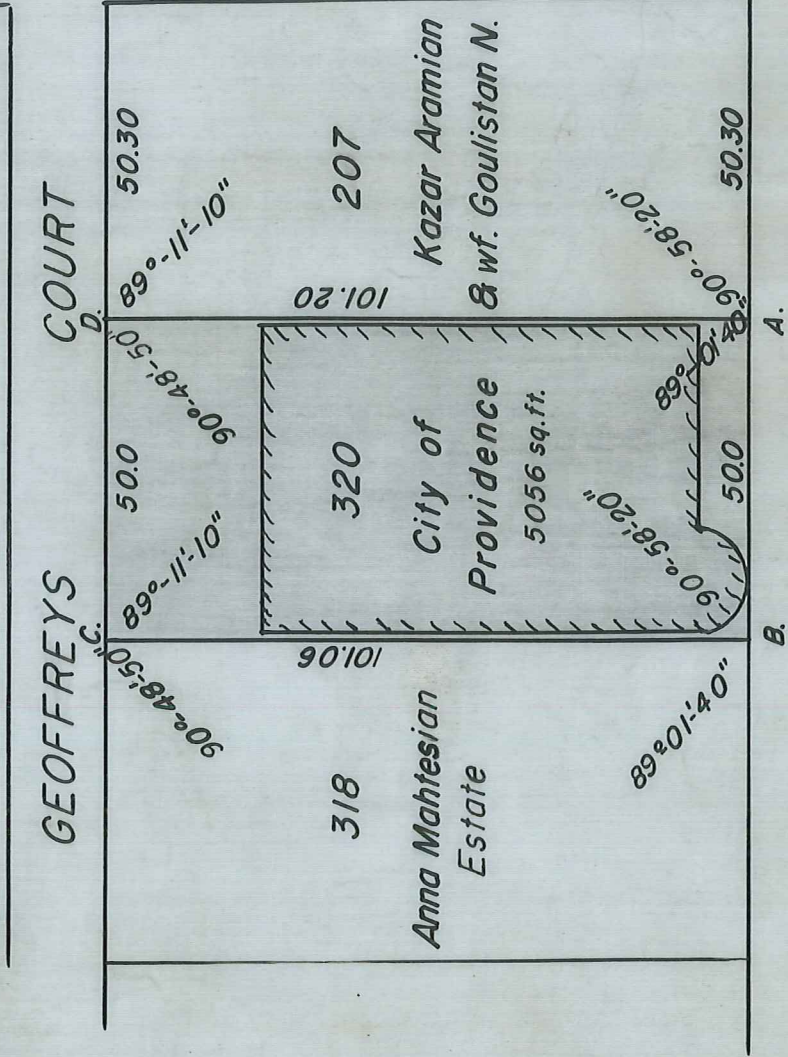 GEOFFREYS COURT
C.
D.
90°-48'-50"
89°-11'-10"
50.0
90°-48'-50"
89°-11'-10"
50.30
318
Anna Mahtesian
Estate
101.06
320
City of
Providence
5056 sq.ft.
101.20
207
Kazar Aramian
& wf. Goulistan N.
89°01'-40"
90°-58'-20"
50.0
89°-01'-40"
90°-58'-20"
50.30
B.
A.